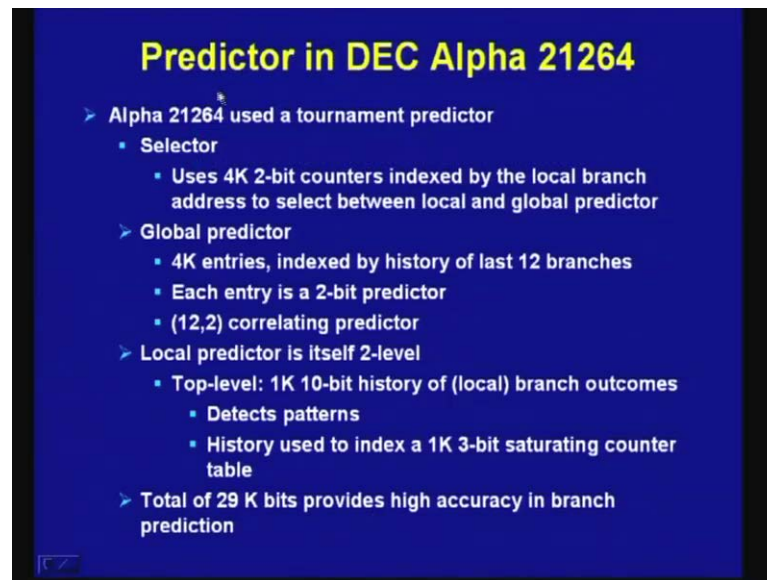 Predictor in DEC Alpha 21264
Alpha 21264 used a tournament predictor
Selector
Uses 4K 2-bit counters indexed by the local branch
address to select between local and global predictor
Global predictor
4K entries, indexed by history of last 12 branches
Each entry is a 2-bit predictor
(12,2) correlating predictor
Local predictor is itself 2-level
Top-level: 1K 10-bit history of (local) branch outcomes
Detects patterns
History used to index a 1K 3-bit saturating counter
table
Total of 29 K bits provides high accuracy in branch
prediction